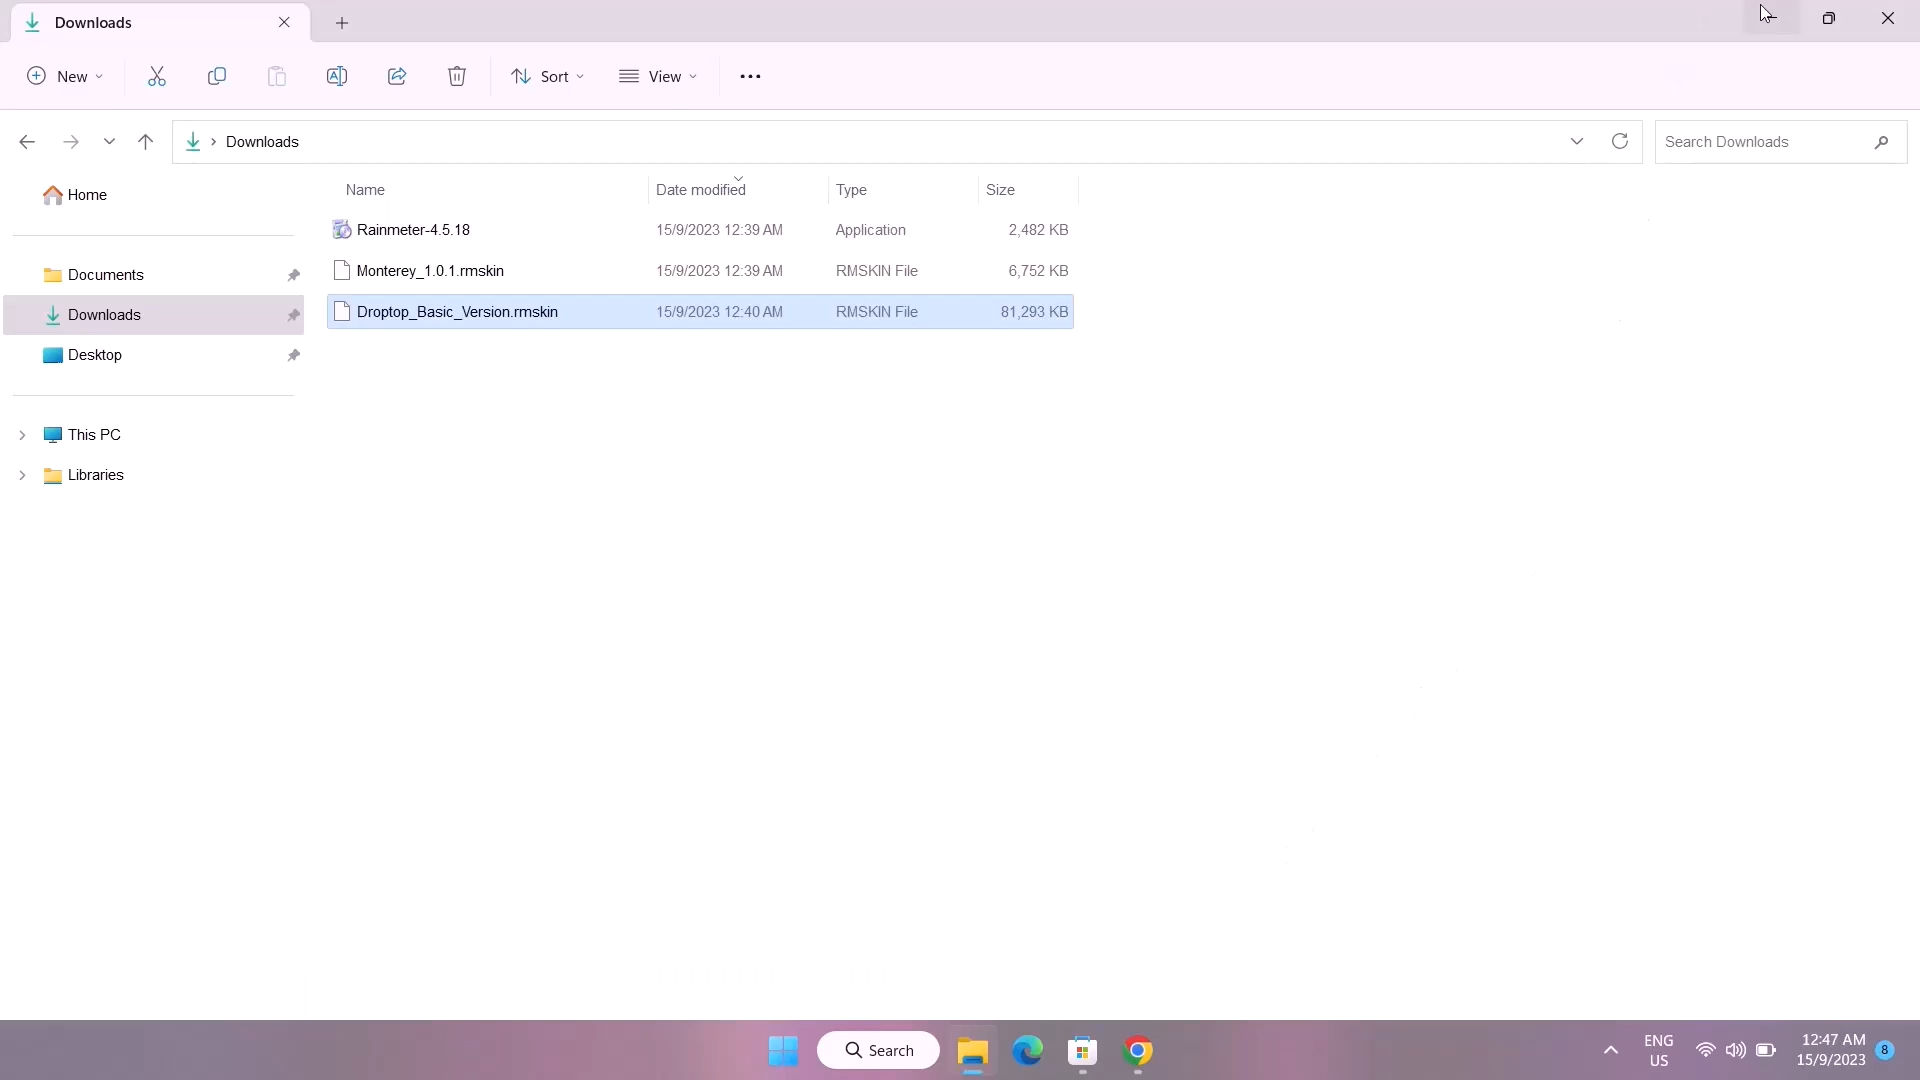 Downloads
New
Sort
View
Downloads
Search Downloads
Home
Documents
Downloads
Desktop
This PC
Libraries
Name Date modified Type Size
Rainmeter-4.5.18 15/9/2023 12:39 AM Application 2,482 KB
Monterey_1.0.1.rmskin 15/9/2023 12:39 AM RMSKIN File 6,752 KB
Droptop_Basic_Version.rmskin 15/9/2023 12:40 AM RMSKIN File 81,293 KB
Search
ENG
US
12:47 AM
15/9/2023
8